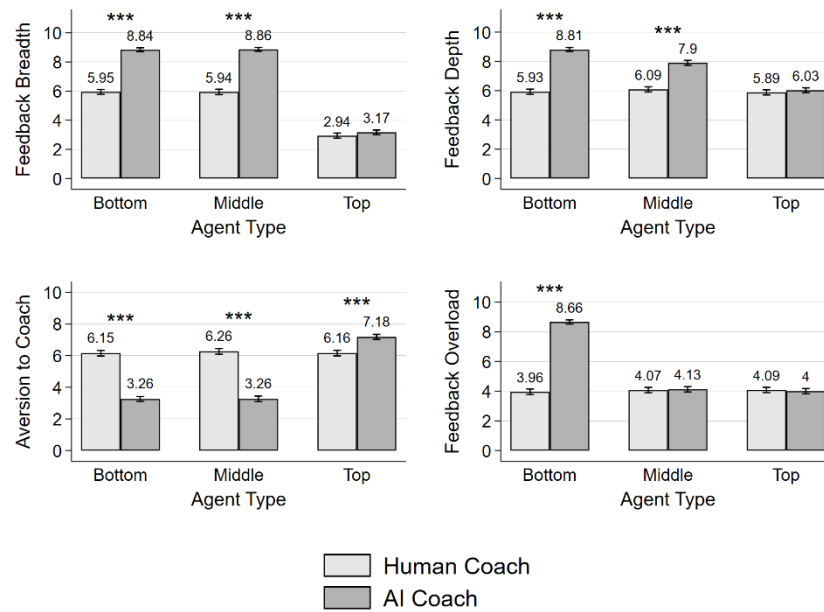 Feedback Breadth
10
8
6
4
2
0
***
***
5.95
8.84
5.94
8.86
2.94
3.17
Bottom
Middle
Top
Agent Type
Feedback Depth
10
8
6
4
2
0
***
***
5.93
8.81
6.09
7.9
5.89
6.03
Bottom
Middle
Top
Agent Type
Aversion to Coach
10
8
6
4
2
0
***
***
***
6.15
3.26
6.26
3.26
6.16
7.18
Bottom
Middle
Top
Agent Type
Feedback Overload
10
8
6
4
2
0
***
3.96
8.66
4.07
4.13
4.09
4
Bottom
Middle
Top
Agent Type
Human Coach
AI Coach